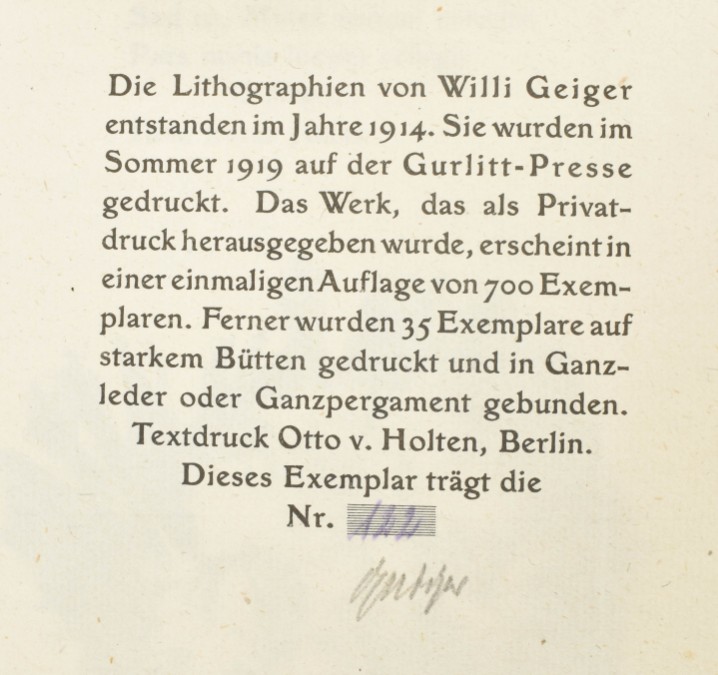 Die Lithographien von Willi Geiger
entstanden im Jahre 1914. Sie wurden im
Sommer 1919 auf der Gurlitt-Presse
gedruckt. Das Werk, das als Privat-
druck herausgegeben wurde, erscheint in
einer einmaligen Auflage von 700 Exem-
plaren. Ferner wurden 35 Exemplare auf
starkem Bütten gedruckt und in Ganz-
leder oder Ganzpergament gebunden.
Textdruck Otto v. Holten, Berlin.
Dieses Exemplar trägt die
Nr. 122